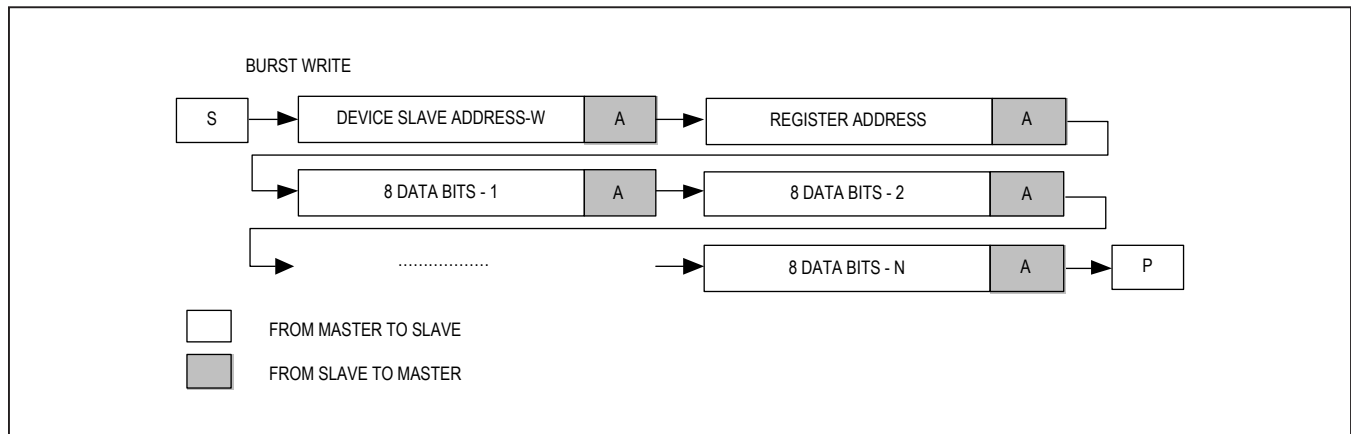 BURST WRITE
S DEVICE SLAVE ADDRESS-W A REGISTER ADDRESS A
8 DATA BITS - 1 A 8 DATA BITS - 2 A
.................. 8 DATA BITS - N A P
FROM MASTER TO SLAVE
FROM SLAVE TO MASTER